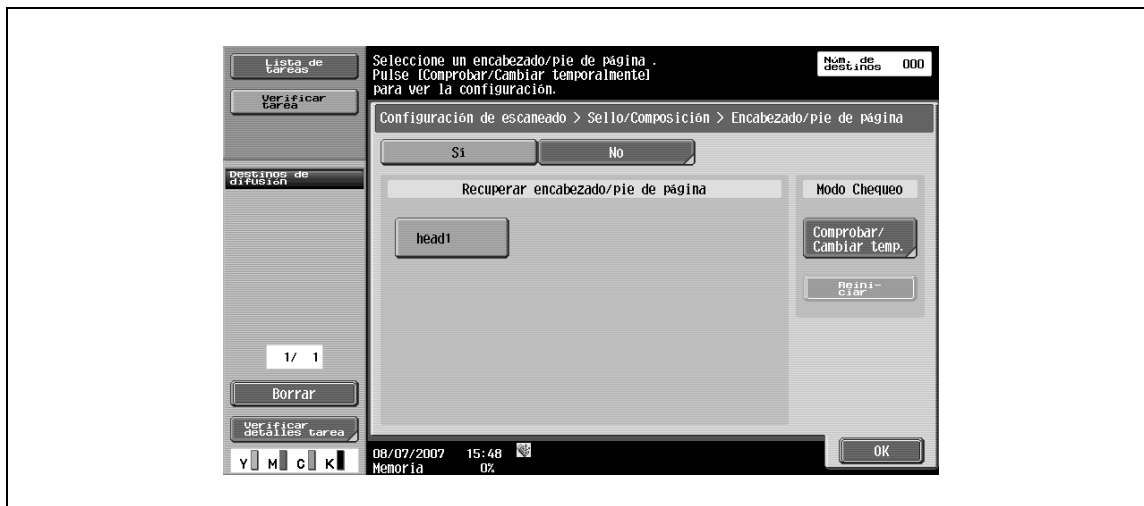 Lista de
tareas
Verificar
tarea
Destinos de
difusión
1/ 1
Borrar
Verificar
detalles tarea
Y M C K
Seleccione un encabezado/pie de página .
Pulse [Comprobar/Cambiar temporalmente]
para ver la configuración.
Núm. de
destinos 000
Configuración de escaneado > Sello/Composición > Encabezado/pie de página
Sí No
Recuperar encabezado/pie de página
head1
Modo Chequeo
Comprobar/
Cambiar temp.
Reini-
ciar
08/07/2007 15:48
Memoria 0%
OK